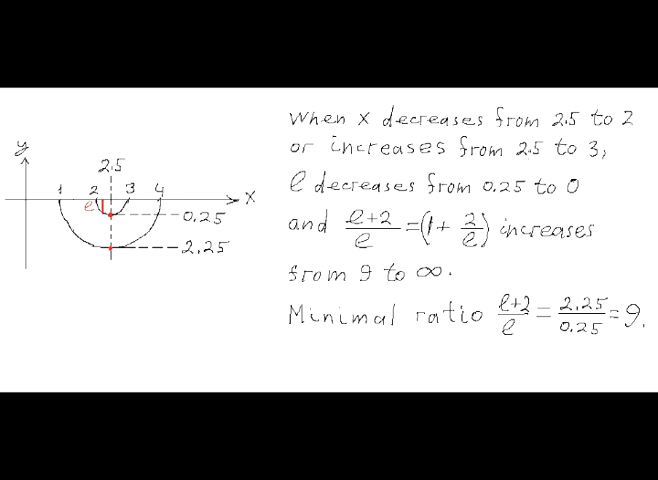 y
2.5
1 2 3 4 X
e
0.25
2.25
When x decreases from 2.5 to 2
or increases from 2.5 to 3,
ℓ decreases from 0.25 to 0
and (ℓ+2)/ℓ = (1 + 2/ℓ) increases
from 9 to ∞.
Minimal ratio (ℓ+2)/ℓ = 2.25/0.25 = 9.